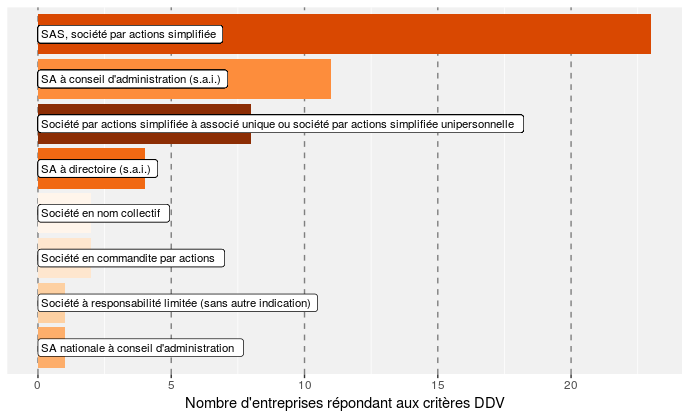 SAS, société par actions simplifiée
SA à conseil d'administration (s.a.i.)
Société par actions simplifiée à associé unique ou société par actions simplifiée unipersonnelle
SA à directoire (s.a.i.)
Société en nom collectif
Société en commandite par actions
Société à responsabilité limitée (sans autre indication)
SA nationale à conseil d'administration
0 5 10 15 20
Nombre d'entreprises répondant aux critères DDV